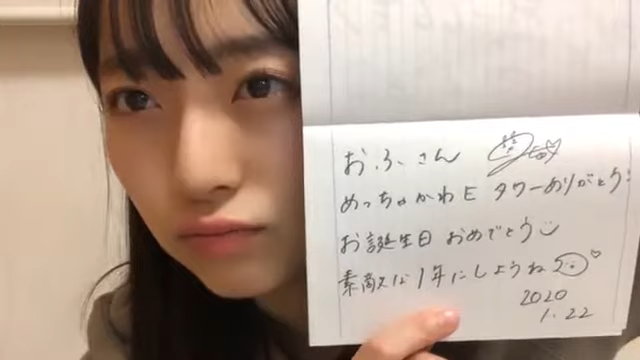 おふさん
めっちゃかわE タワーありがとう!
お誕生日 おめでとう
素敵な1年にしようね
2020
1.22